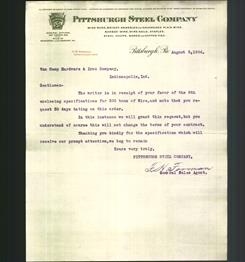 PITTSBURGH STEEL COMPANY
Pittsburgh, Pa. August 9, 1904.
Van Camp Hardware & Iron Company,
Indianapolis, Ind.
Gentlemen-
The writer is in receipt of your favor of the 8th
enclosing specifications for 300 tons of Wire, and note that you re-
quest 30 days dating on this order.
In this instance we will grant this request, but you
understand of course this will not change the terms of your contract.
Thanking you kindly for the specification which will
receive our prompt attention, we beg to remain
Yours very truly,
PITTSBURGH STEEL COMPANY,
General Sales Agent.